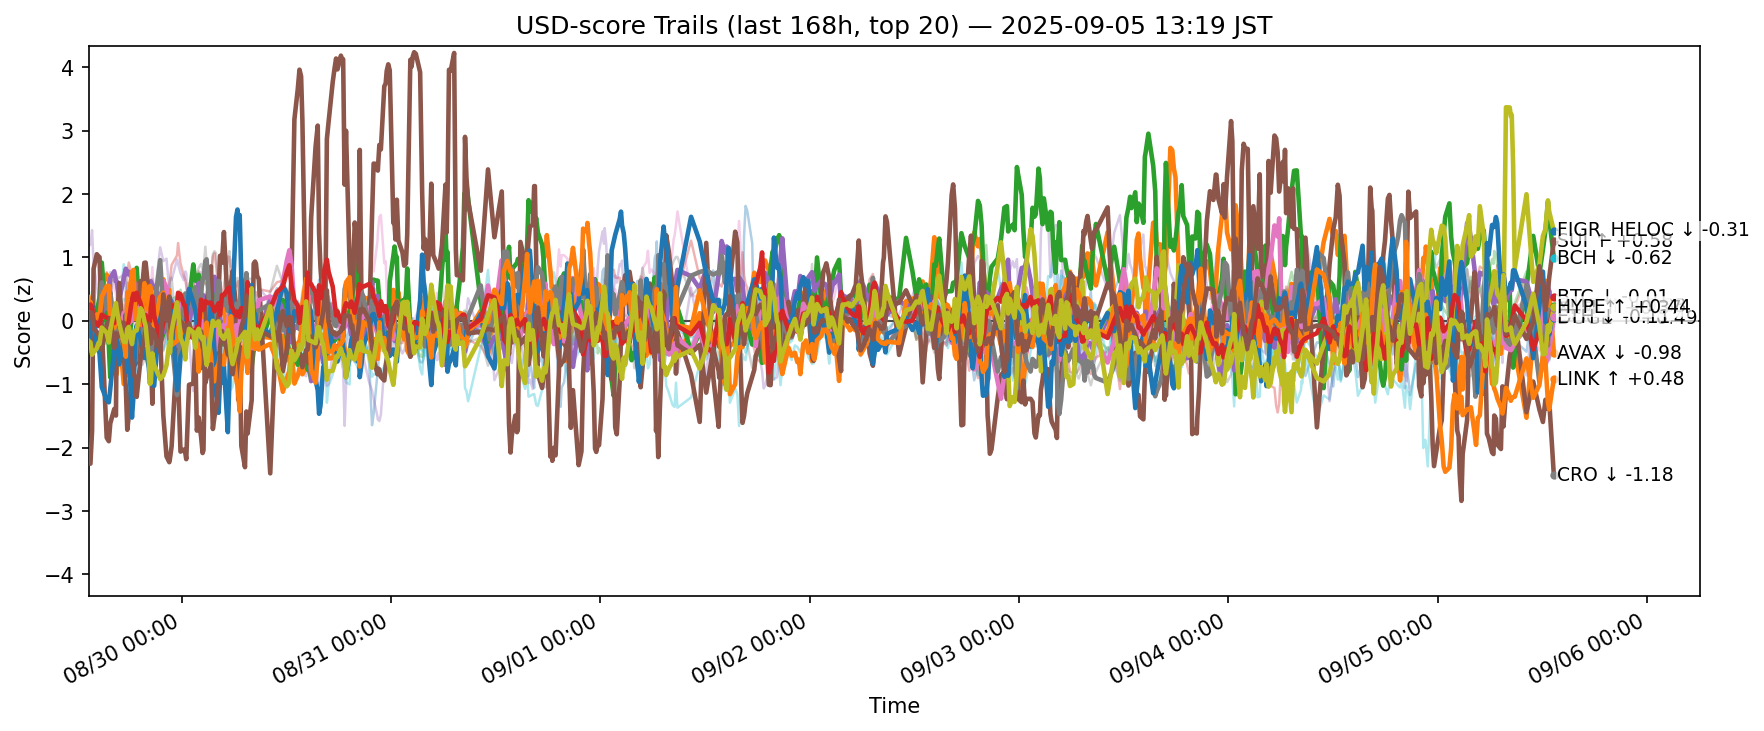 USD-score Trails (last 168h, top 20) — 2025-09-05 13:19 JST
Score (z)
4
3
2
1
0
−1
−2
−3
−4
FIGR_HELOC ↓ -0.31
BCH ↓ -0.62
HYPE ↑ +0.44
AVAX ↓ -0.98
LINK ↑ +0.48
CRO ↓ -1.18
08/30 00:00
08/31 00:00
09/01 00:00
09/02 00:00
09/03 00:00
09/04 00:00
09/05 00:00
09/06 00:00
Time